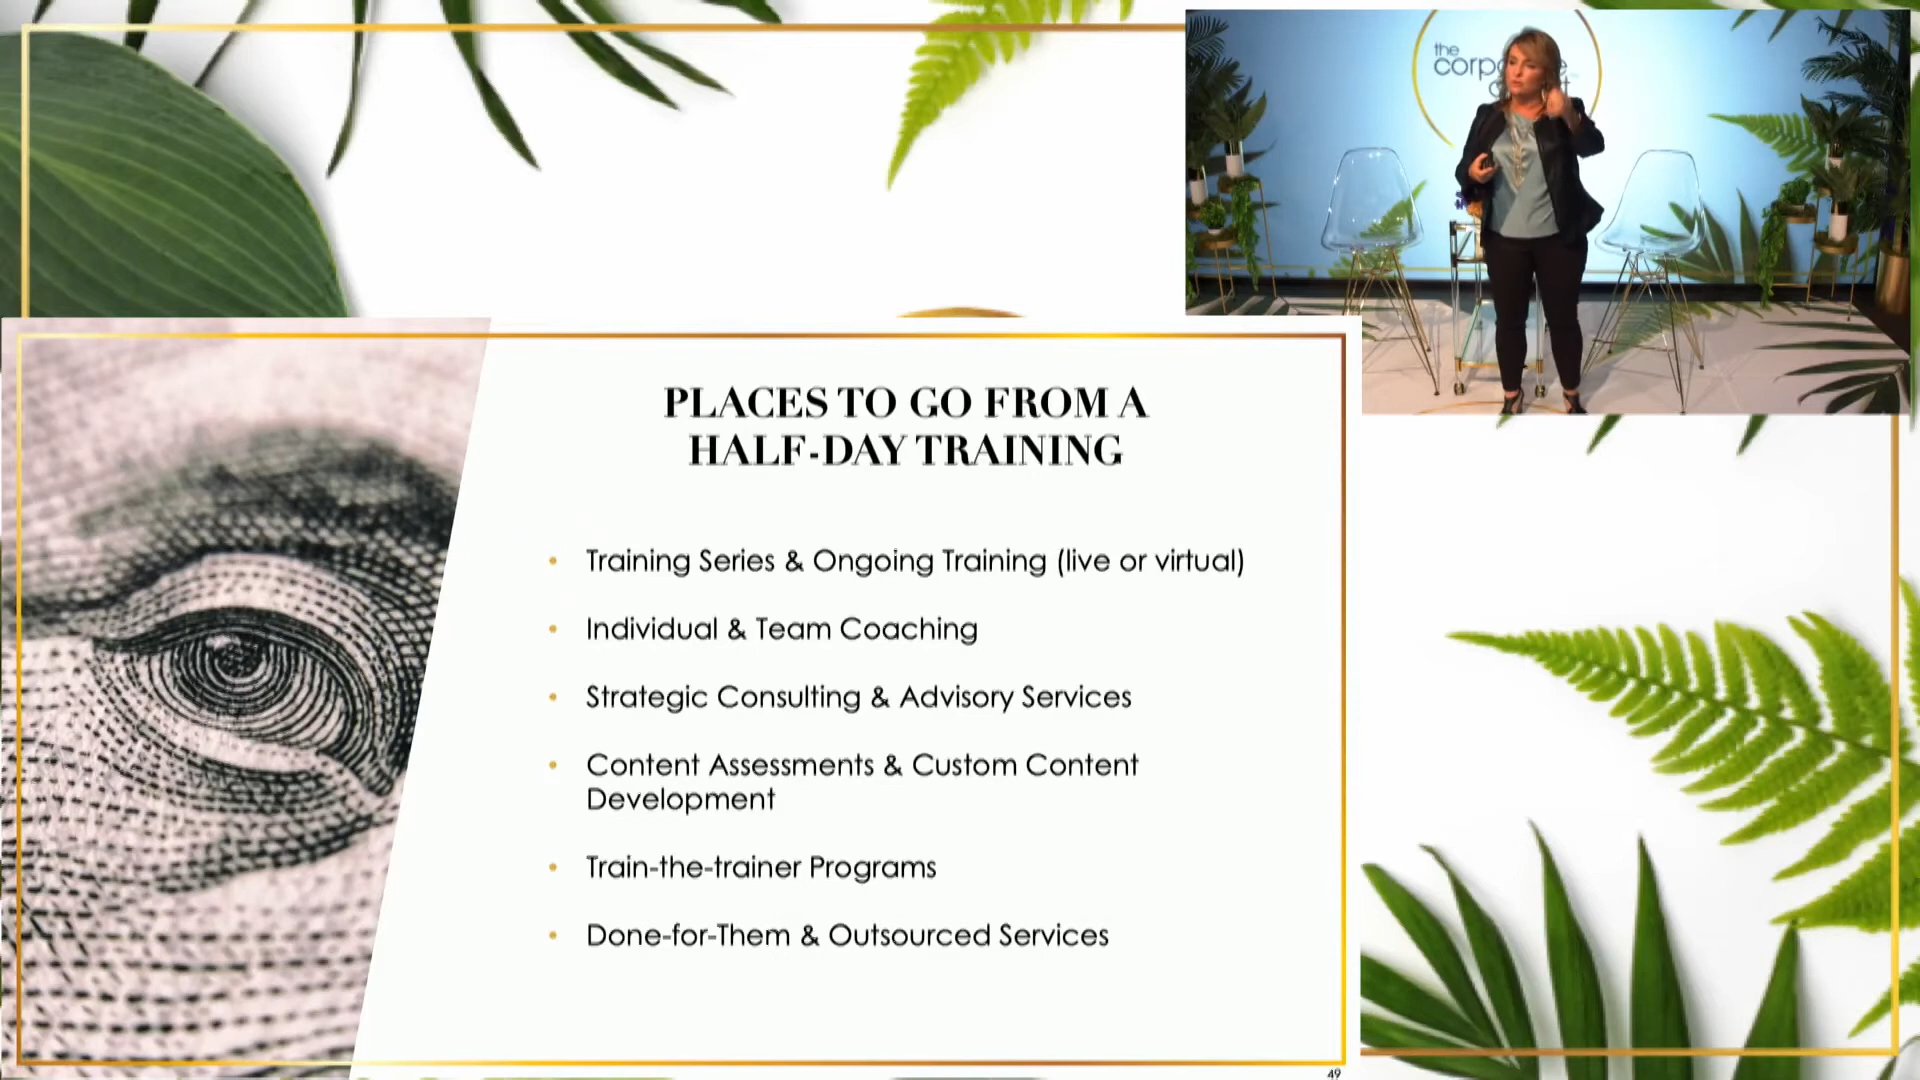 the
PLACES TO GO FROM A
HALF-DAY TRAINING
• Training Series & Ongoing Training (live or virtual)
• Individual & Team Coaching
• Strategic Consulting & Advisory Services
• Content Assessments & Custom Content
Development
• Train-the-trainer Programs
• Done-for-Them & Outsourced Services
49